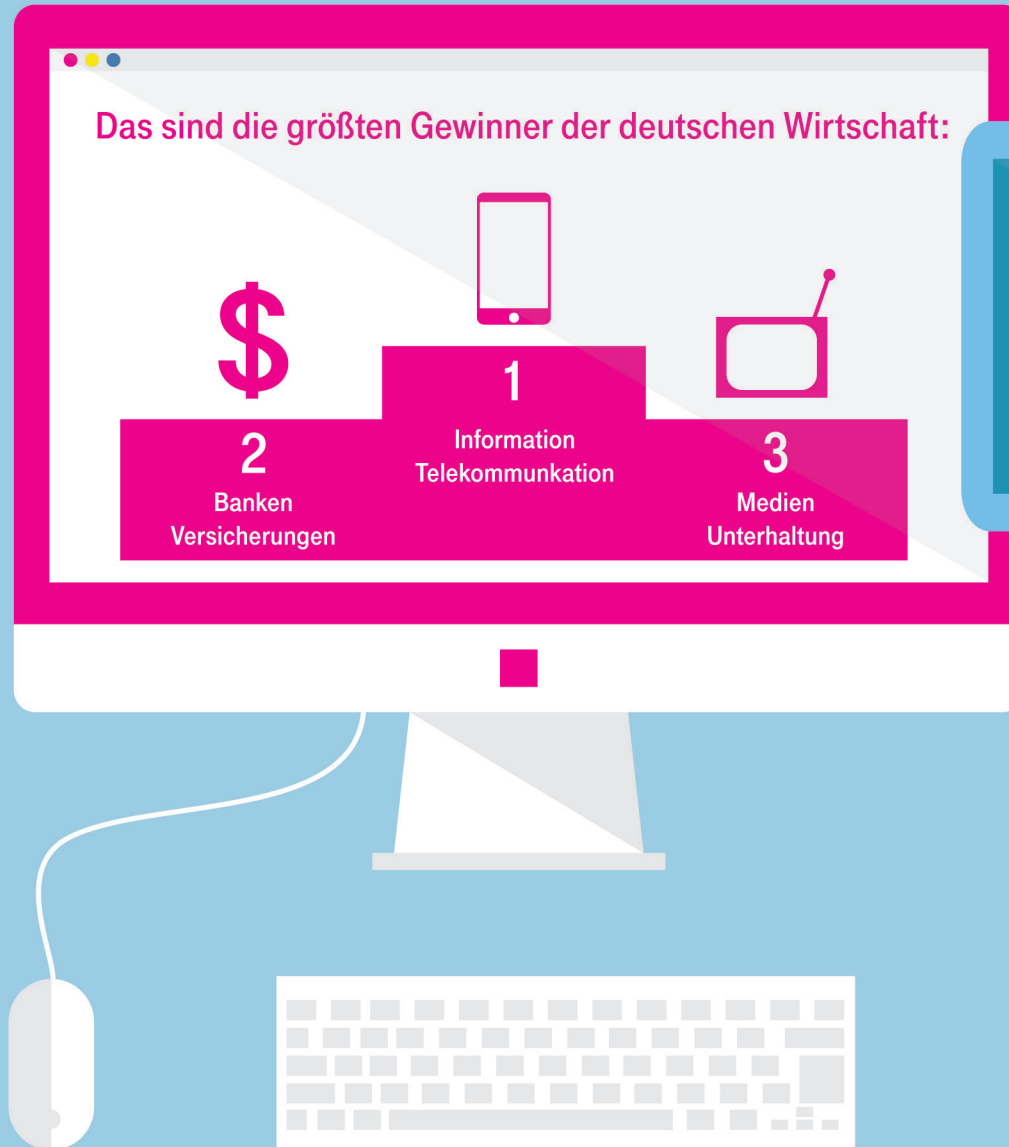 Das sind die größten Gewinner der deutschen Wirtschaft:
1
Information
Telekommunkation
2
Banken
Versicherungen
3
Medien
Unterhaltung